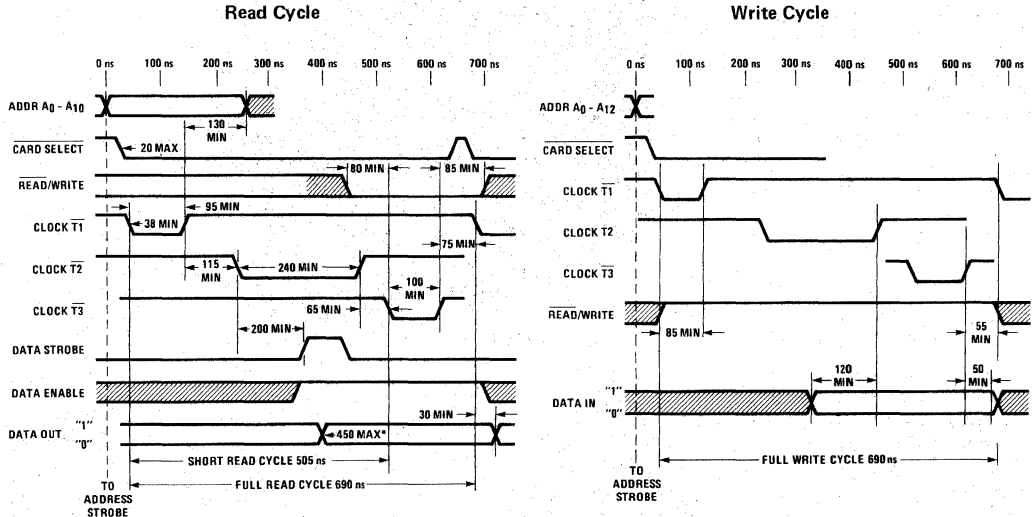 Read Cycle
0 ns 100 ns 200 ns 300 ns 400 ns 500 ns 600 ns 700 ns
ADDR A0 - A10
130 MIN
CARD SELECT
20 MAX
80 MIN
85 MIN
READ/WRITE
95 MIN
CLOCK T1
38 MIN
75 MIN
CLOCK T2
115 MIN
240 MIN
100 MIN
CLOCK T3
65 MIN
200 MIN
DATA STROBE
DATA ENABLE
30 MIN
DATA OUT "1" "0"
450 MAX*
SHORT READ CYCLE 505 ns
FULL READ CYCLE 690 ns
TO
ADDRESS
STROBE
Write Cycle
0 ns 100 ns 200 ns 300 ns 400 ns 500 ns 600 ns 700 ns
ADDR A0 - A12
CARD SELECT
CLOCK T1
CLOCK T2
CLOCK T3
READ/WRITE
85 MIN
55 MIN
120 MIN
50 MIN
DATA IN "1" "0"
FULL WRITE CYCLE 690 ns
TO
ADDRESS
STROBE